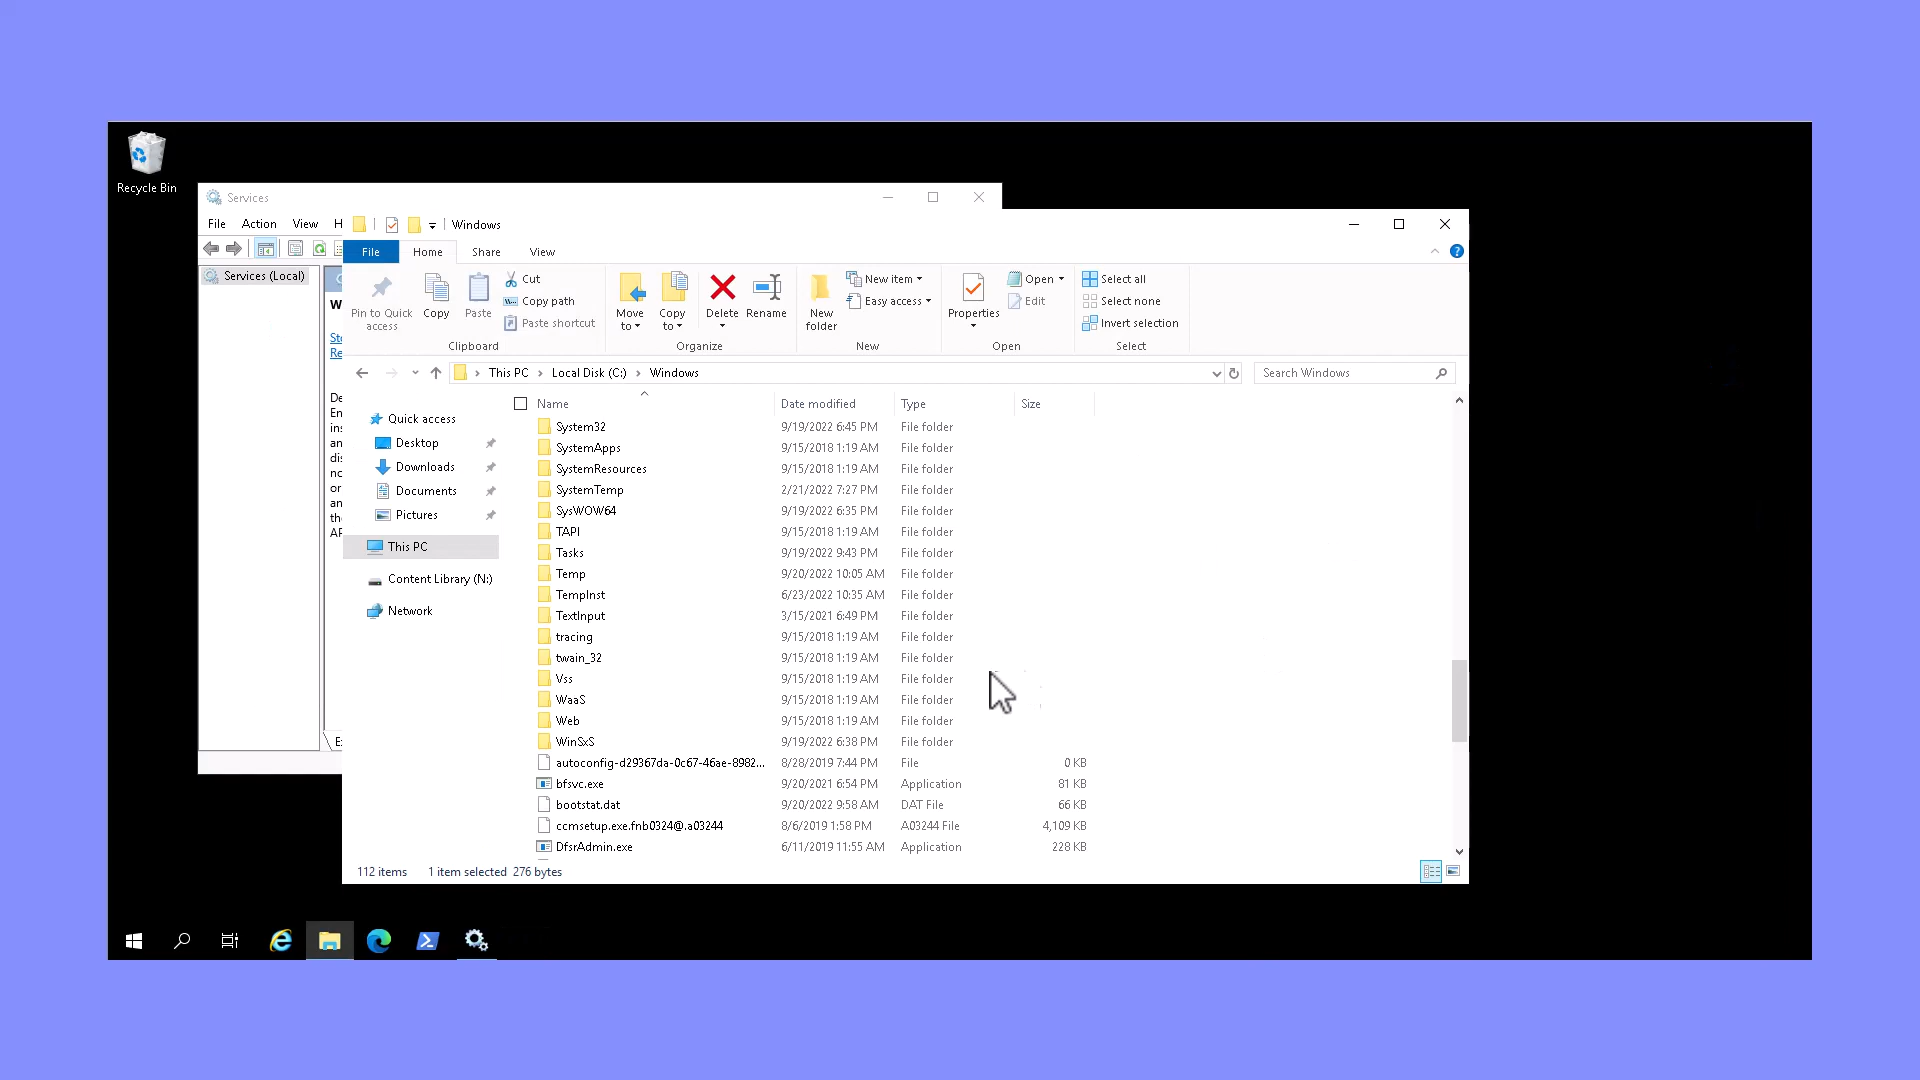 Recycle Bin
Services
File Action View H
Windows
File Home Share View
Services (Local)
Pin to Quick access
Copy
Paste
Cut
Copy path
Paste shortcut
Clipboard
Move to
Copy to
Delete
Rename
Organize
New folder
New item
Easy access
New
Properties
Open
Edit
Open
Select all
Select none
Invert selection
Select
This PC > Local Disk (C:) > Windows
Search Windows
Sto
Re
De
En
ins
an
dis
no
or
an
the
AP
Quick access
Desktop
Downloads
Documents
Pictures
This PC
Content Library (N:)
Network
Name Date modified Type Size
System32 9/19/2022 6:45 PM File folder
SystemApps 9/15/2018 1:19 AM File folder
SystemResources 9/15/2018 1:19 AM File folder
SystemTemp 2/21/2022 7:27 PM File folder
SysWOW64 9/19/2022 6:35 PM File folder
TAPI 9/15/2018 1:19 AM File folder
Tasks 9/19/2022 9:43 PM File folder
Temp 9/20/2022 10:05 AM File folder
TempInst 6/23/2022 10:35 AM File folder
TextInput 3/15/2021 6:49 PM File folder
tracing 9/15/2018 1:19 AM File folder
twain_32 9/15/2018 1:19 AM File folder
Vss 9/15/2018 1:19 AM File folder
WaaS 9/15/2018 1:19 AM File folder
Web 9/15/2018 1:19 AM File folder
WinSxS 9/19/2022 6:38 PM File folder
autoconfig-d29367da-0c67-46ae-8982... 8/28/2019 7:44 PM File 0 KB
bfsvc.exe 9/20/2021 6:54 PM Application 81 KB
bootstat.dat 9/20/2022 9:58 AM DAT File 66 KB
ccmsetup.exe.fnb0324@.a03244 8/6/2019 1:58 PM A03244 File 4,109 KB
DfsrAdmin.exe 6/11/2019 11:55 AM Application 228 KB
112 items 1 item selected 276 bytes